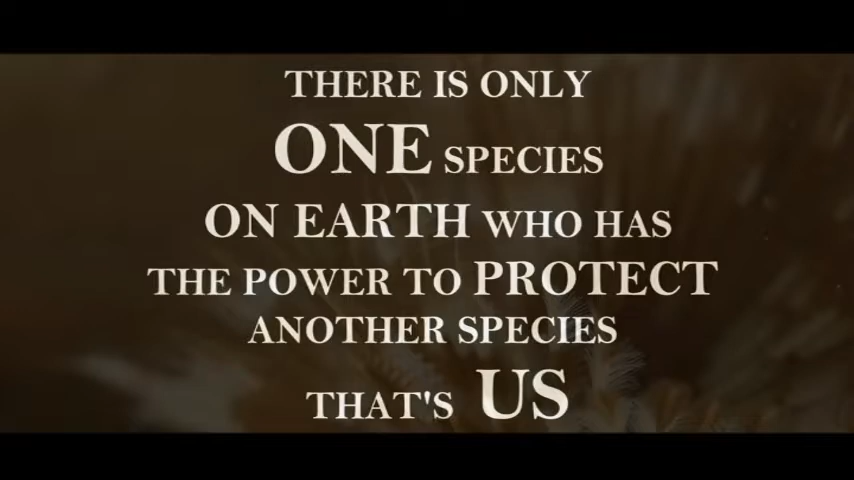 THERE IS ONLY
ONE SPECIES
ON EARTH WHO HAS
THE POWER TO PROTECT
ANOTHER SPECIES
THAT'S US